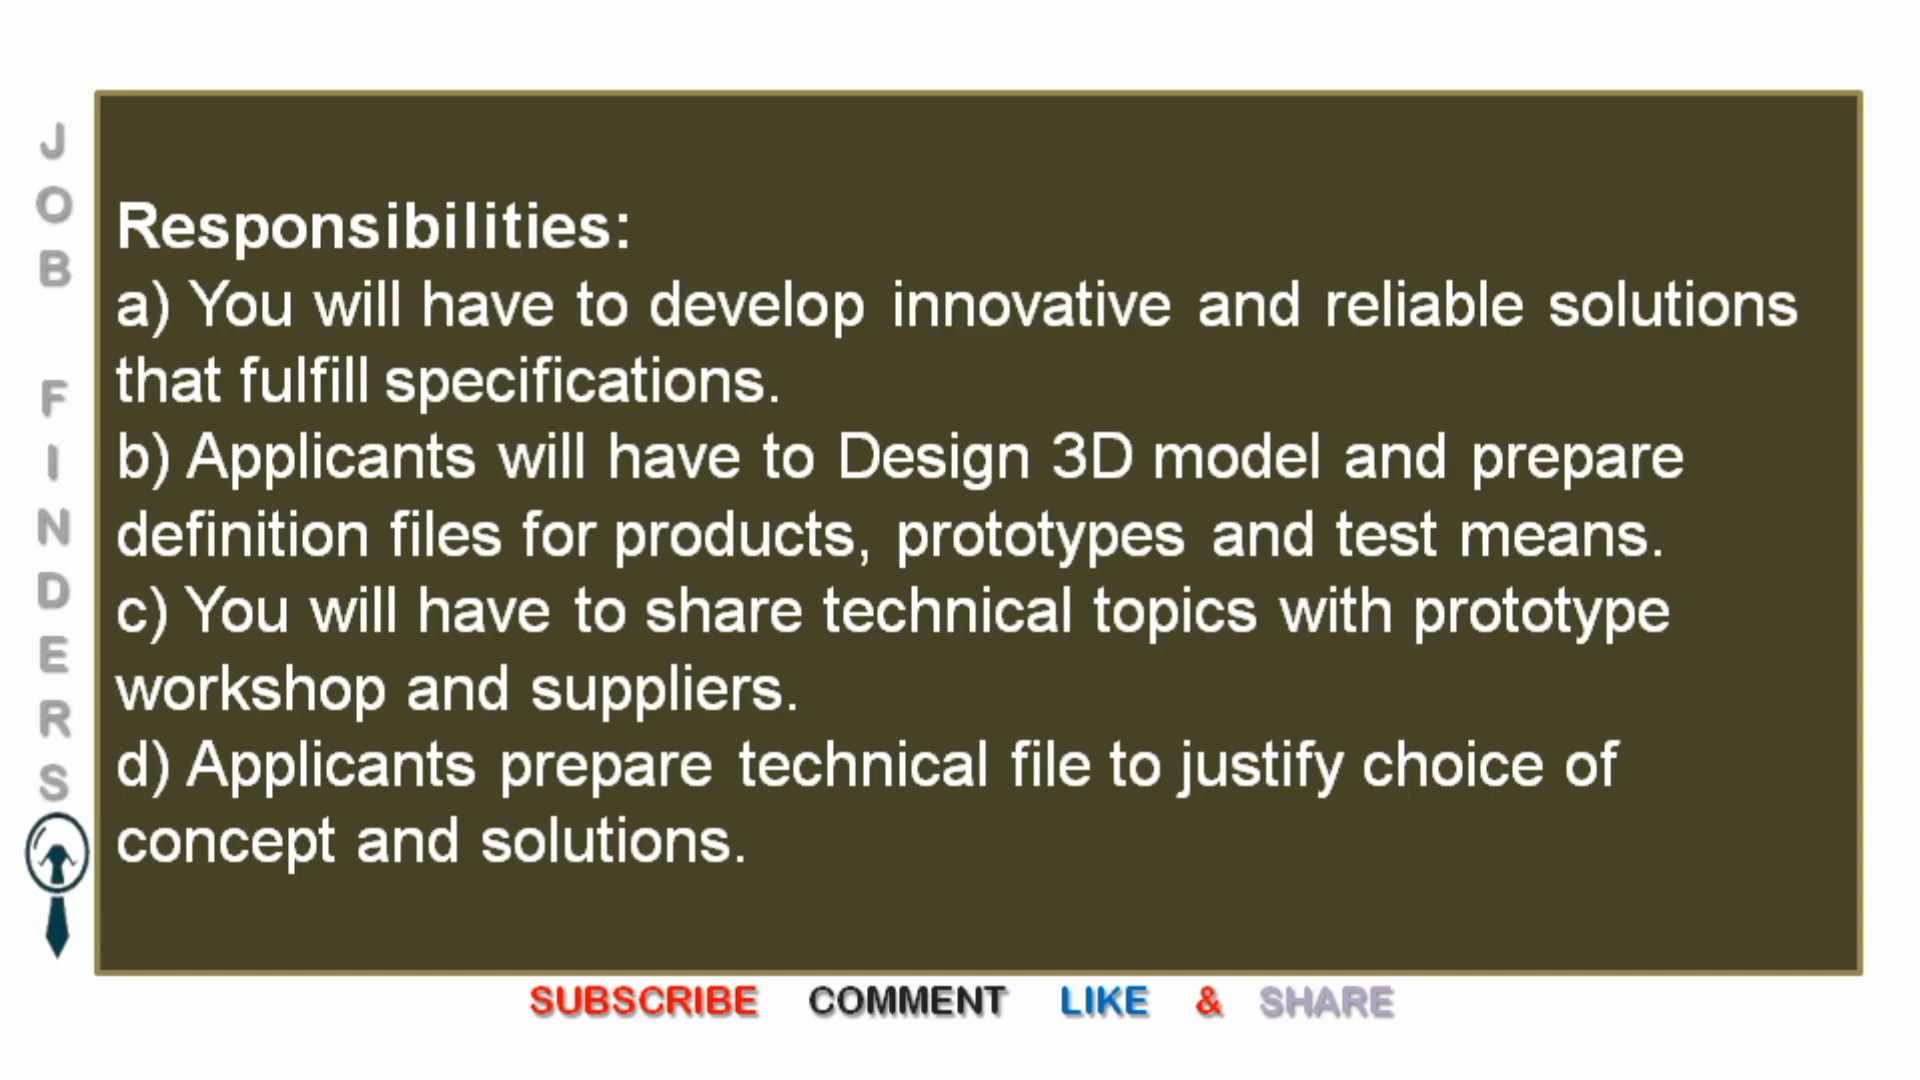 JOB FINDERS
Responsibilities:
a) You will have to develop innovative and reliable solutions
that fulfill specifications.
b) Applicants will have to Design 3D model and prepare
definition files for products, prototypes and test means.
c) You will have to share technical topics with prototype
workshop and suppliers.
d) Applicants prepare technical file to justify choice of
concept and solutions.
SUBSCRIBE COMMENT LIKE & SHARE